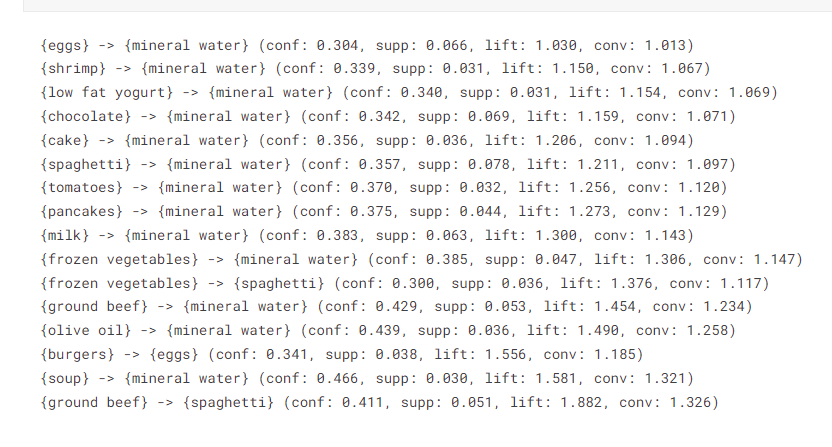 {eggs} -> {mineral water} (conf: 0.304, supp: 0.066, lift: 1.030, conv: 1.013)
{shrimp} -> {mineral water} (conf: 0.339, supp: 0.031, lift: 1.150, conv: 1.067)
{low fat yogurt} -> {mineral water} (conf: 0.340, supp: 0.031, lift: 1.154, conv: 1.069)
{chocolate} -> {mineral water} (conf: 0.342, supp: 0.069, lift: 1.159, conv: 1.071)
{cake} -> {mineral water} (conf: 0.356, supp: 0.036, lift: 1.206, conv: 1.094)
{spaghetti} -> {mineral water} (conf: 0.357, supp: 0.078, lift: 1.211, conv: 1.097)
{tomatoes} -> {mineral water} (conf: 0.370, supp: 0.032, lift: 1.256, conv: 1.120)
{pancakes} -> {mineral water} (conf: 0.375, supp: 0.044, lift: 1.273, conv: 1.129)
{milk} -> {mineral water} (conf: 0.383, supp: 0.063, lift: 1.300, conv: 1.143)
{frozen vegetables} -> {mineral water} (conf: 0.385, supp: 0.047, lift: 1.306, conv: 1.147)
{frozen vegetables} -> {spaghetti} (conf: 0.300, supp: 0.036, lift: 1.376, conv: 1.117)
{ground beef} -> {mineral water} (conf: 0.429, supp: 0.053, lift: 1.454, conv: 1.234)
{olive oil} -> {mineral water} (conf: 0.439, supp: 0.036, lift: 1.490, conv: 1.258)
{burgers} -> {eggs} (conf: 0.341, supp: 0.038, lift: 1.556, conv: 1.185)
{soup} -> {mineral water} (conf: 0.466, supp: 0.030, lift: 1.581, conv: 1.321)
{ground beef} -> {spaghetti} (conf: 0.411, supp: 0.051, lift: 1.882, conv: 1.326)